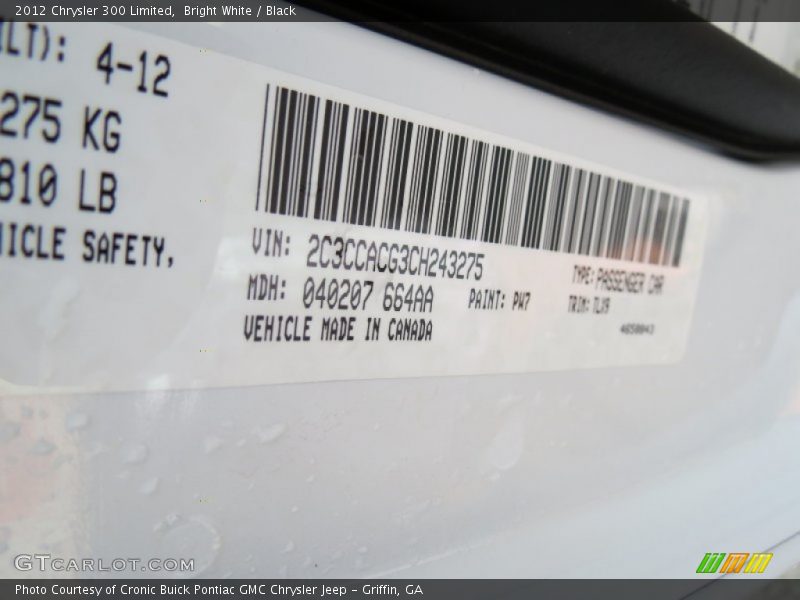 2012 Chrysler 300 Limited,  Bright White / Black
LT): 4-12
275 KG
810 LB
HICLE SAFETY,
VIN: 2C3CCACG3CH243275
MDH: 040207 664AA
PAINT: PW7
VEHICLE MADE IN CANADA
TYPE: PASSENGER CAR
TRIM: TLX9
GTCARLOT.COM
Photo Courtesy of Cronic Buick Pontiac GMC Chrysler Jeep - Griffin, GA